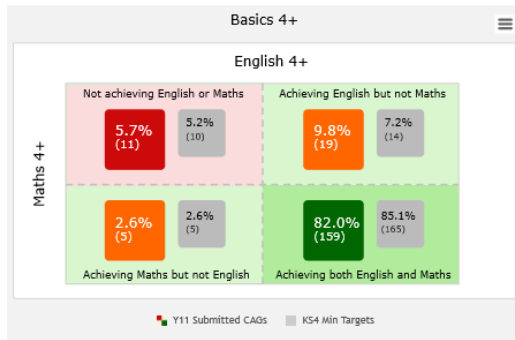 Basics 4+
English 4+
Maths 4+
Not achieving English or Maths
Achieving English but not Maths
5.7%
(11)
5.2%
(10)
9.8%
(19)
7.2%
(14)
2.6%
(5)
2.6%
(5)
82.0%
(159)
85.1%
(165)
Achieving Maths but not English
Achieving both English and Maths
Y11 Submitted CAGs
KS4 Min Targets